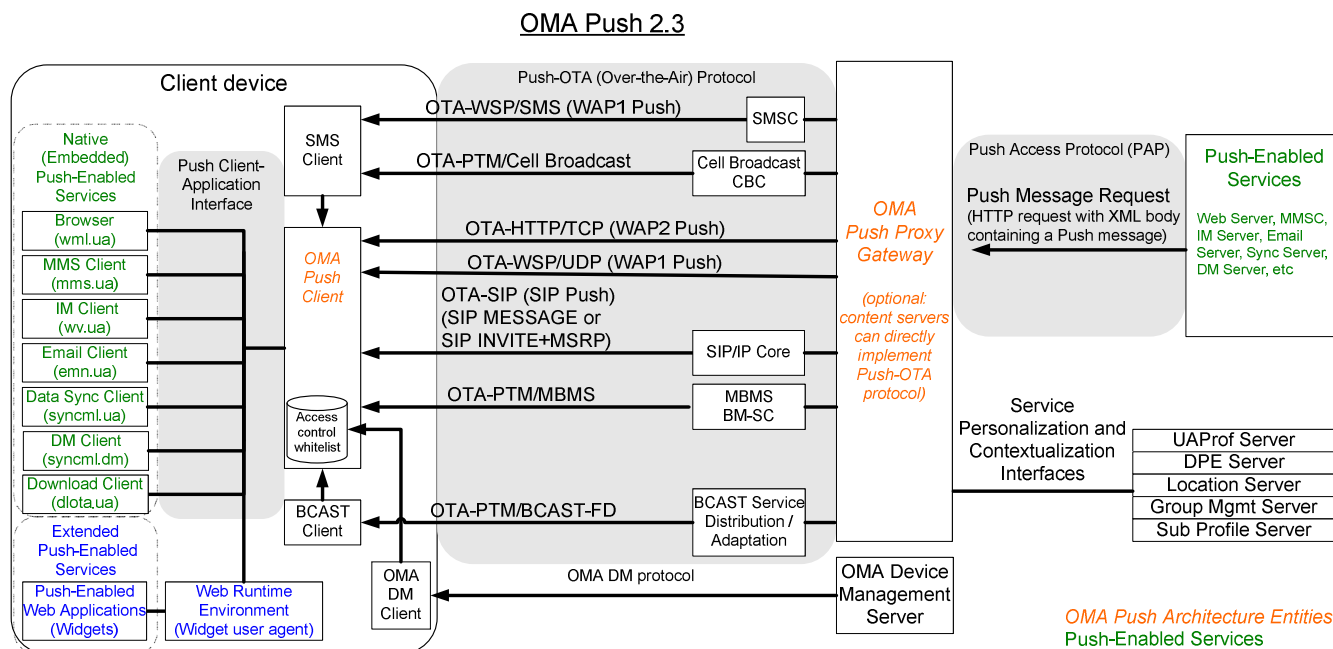 OMA Push 2.3
Client device
Native
(Embedded)
Push-Enabled
Services
Browser
(wml.ua)
MMS Client
(mms.ua)
IM Client
(wv.ua)
Email Client
(emn.ua)
Data Sync Client
(syncml.ua)
DM Client
(syncml.dm)
Download Client
(dlota.ua)
Extended
Push-Enabled
Services
Push-Enabled
Web Applications
(Widgets)
Web Runtime
Environment
(Widget user agent)
Push Client-
Application
Interface
SMS
Client
OMA
Push
Client
Access
control
whitelist
BCAST
Client
OMA
DM
Client
Push-OTA (Over-the-Air) Protocol
OTA-WSP/SMS (WAP1 Push)
SMSC
OTA-PTM/Cell Broadcast
Cell Broadcast
CBC
OTA-HTTP/TCP (WAP2 Push)
OTA-WSP/UDP (WAP1 Push)
OTA-SIP (SIP Push)
(SIP MESSAGE or
SIP INVITE+MSRP)
SIP/IP Core
OTA-PTM/MBMS
MBMS
BM-SC
OTA-PTM/BCAST-FD
BCAST Service
Distribution /
Adaptation
OMA DM protocol
OMA
Push Proxy
Gateway
(optional:
content servers
can directly
implement
Push-OTA
protocol)
OMA Device
Management
Server
Push Access Protocol (PAP)
Push Message Request
(HTTP request with XML body
containing a Push message)
Push-Enabled
Services
Web Server, MMSC,
IM Server, Email
Server, Sync Server,
DM Server, etc
Service
Personalization and
Contextualization
Interfaces
UAProf Server
DPE Server
Location Server
Group Mgmt Server
Sub Profile Server
OMA Push Architecture Entities
Push-Enabled Services